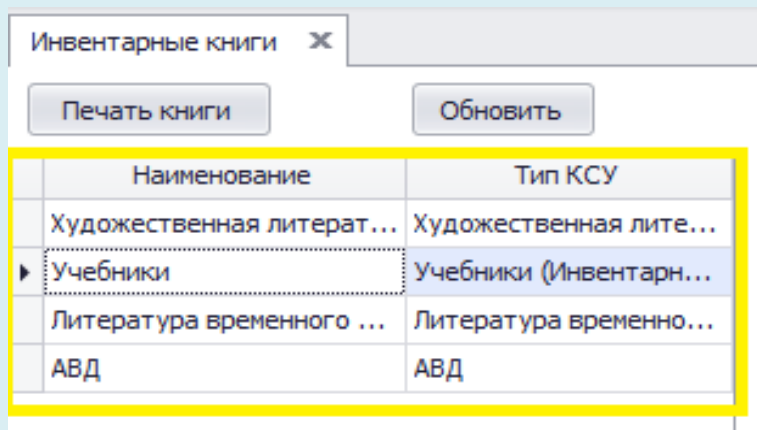 Инвентарные книги
Печать книги Обновить
Наименование Тип КСУ
Художественная литерат... Художественная лите...
Учебники Учебники (Инвентарн...
Литература временного ... Литература временно...
АВД АВД